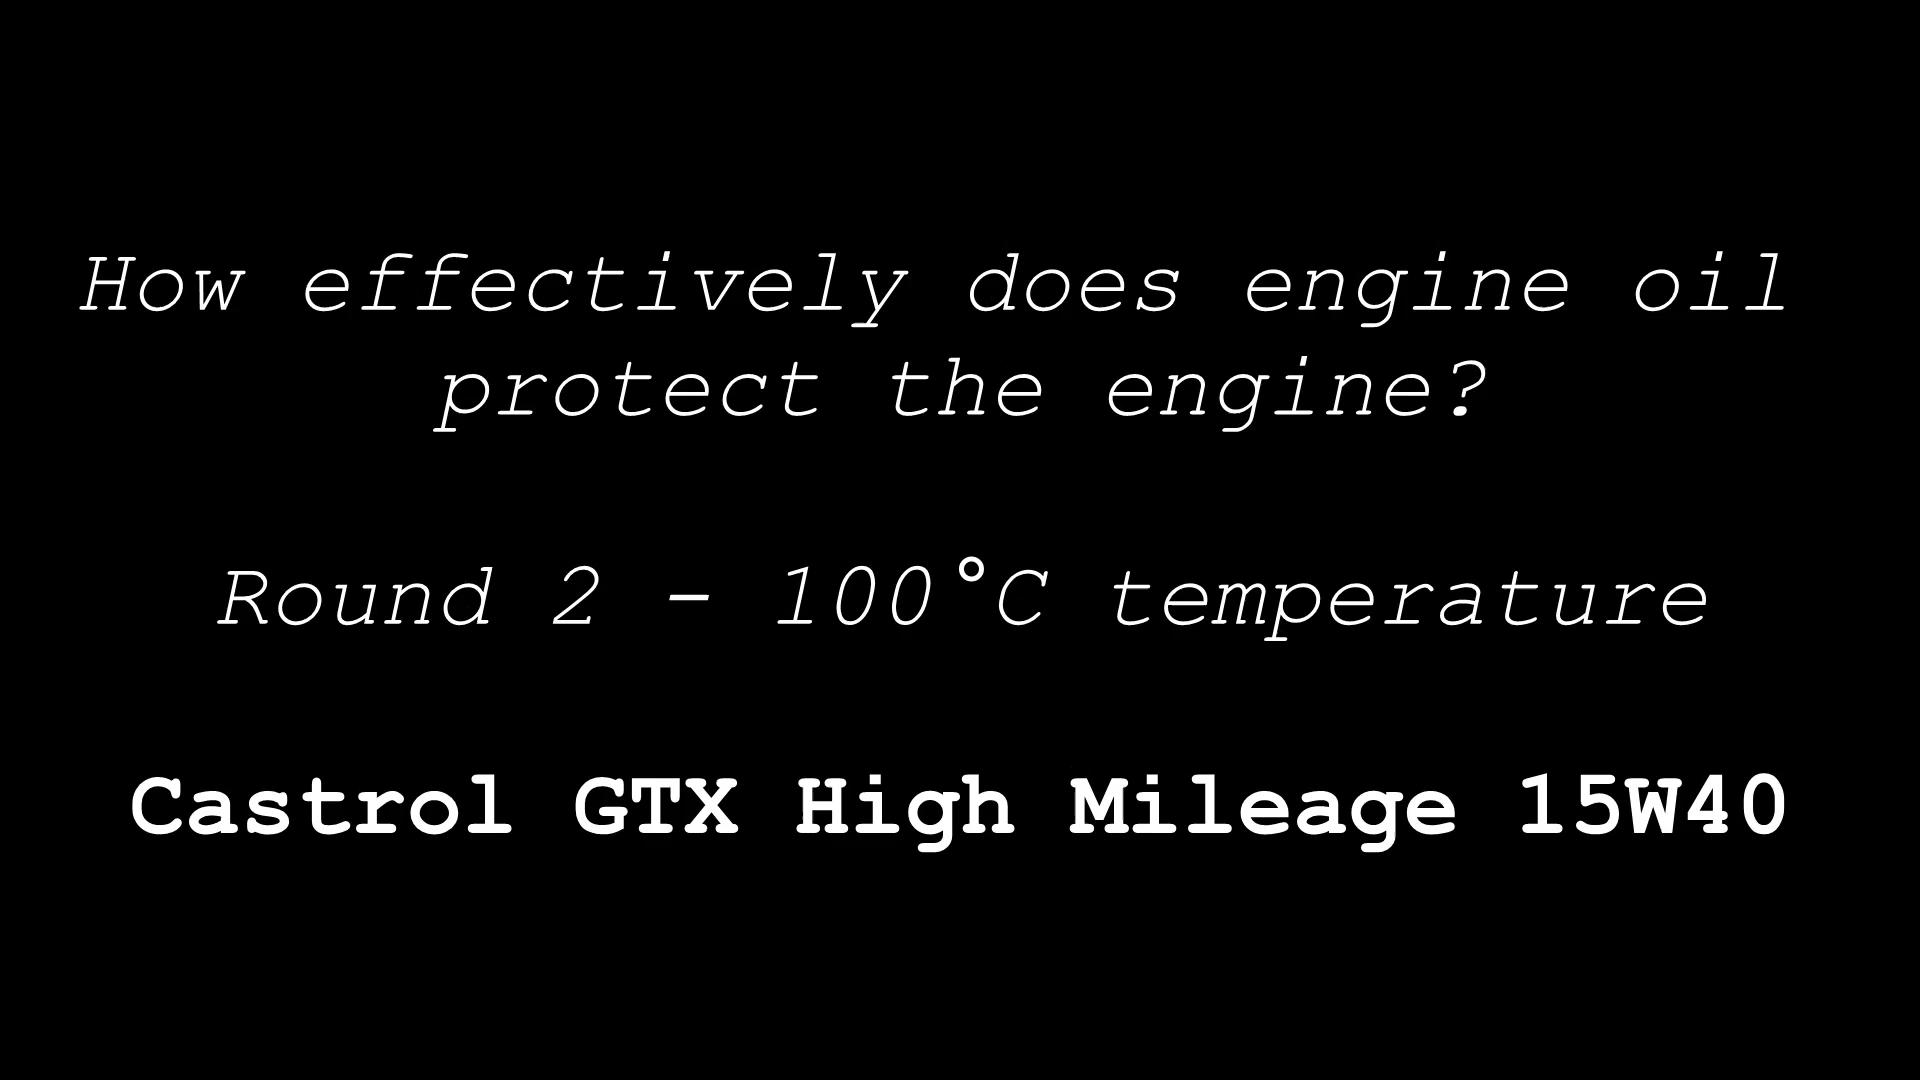 How effectively does engine oil
protect the engine?
Round 2 - 100°C temperature
Castrol GTX High Mileage 15W40